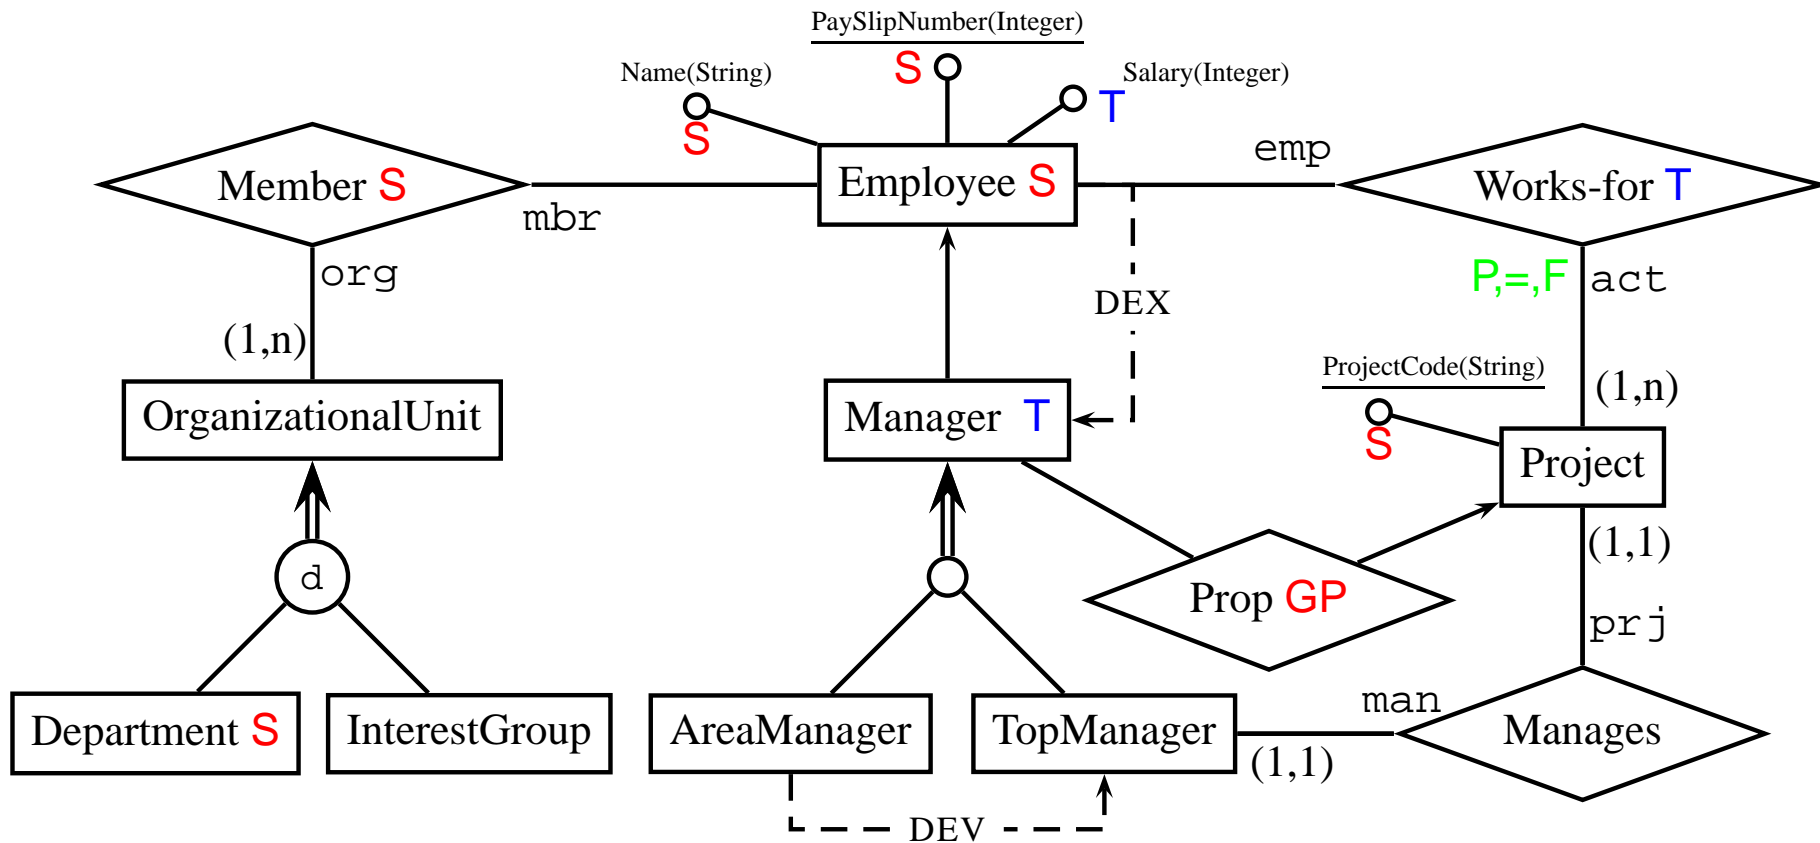 PaySlipNumber(Integer)
Name(String)
S
Salary(Integer)
S
T
Member S
mbr
Employee S
emp
Works-for T
org
DEX
P,=,F
act
(1,n)
ProjectCode(String)
(1,n)
OrganizationalUnit
Manager T
S
Project
(1,1)
d
Prop GP
prj
Department S
InterestGroup
AreaManager
TopManager
man
(1,1)
Manages
DEV